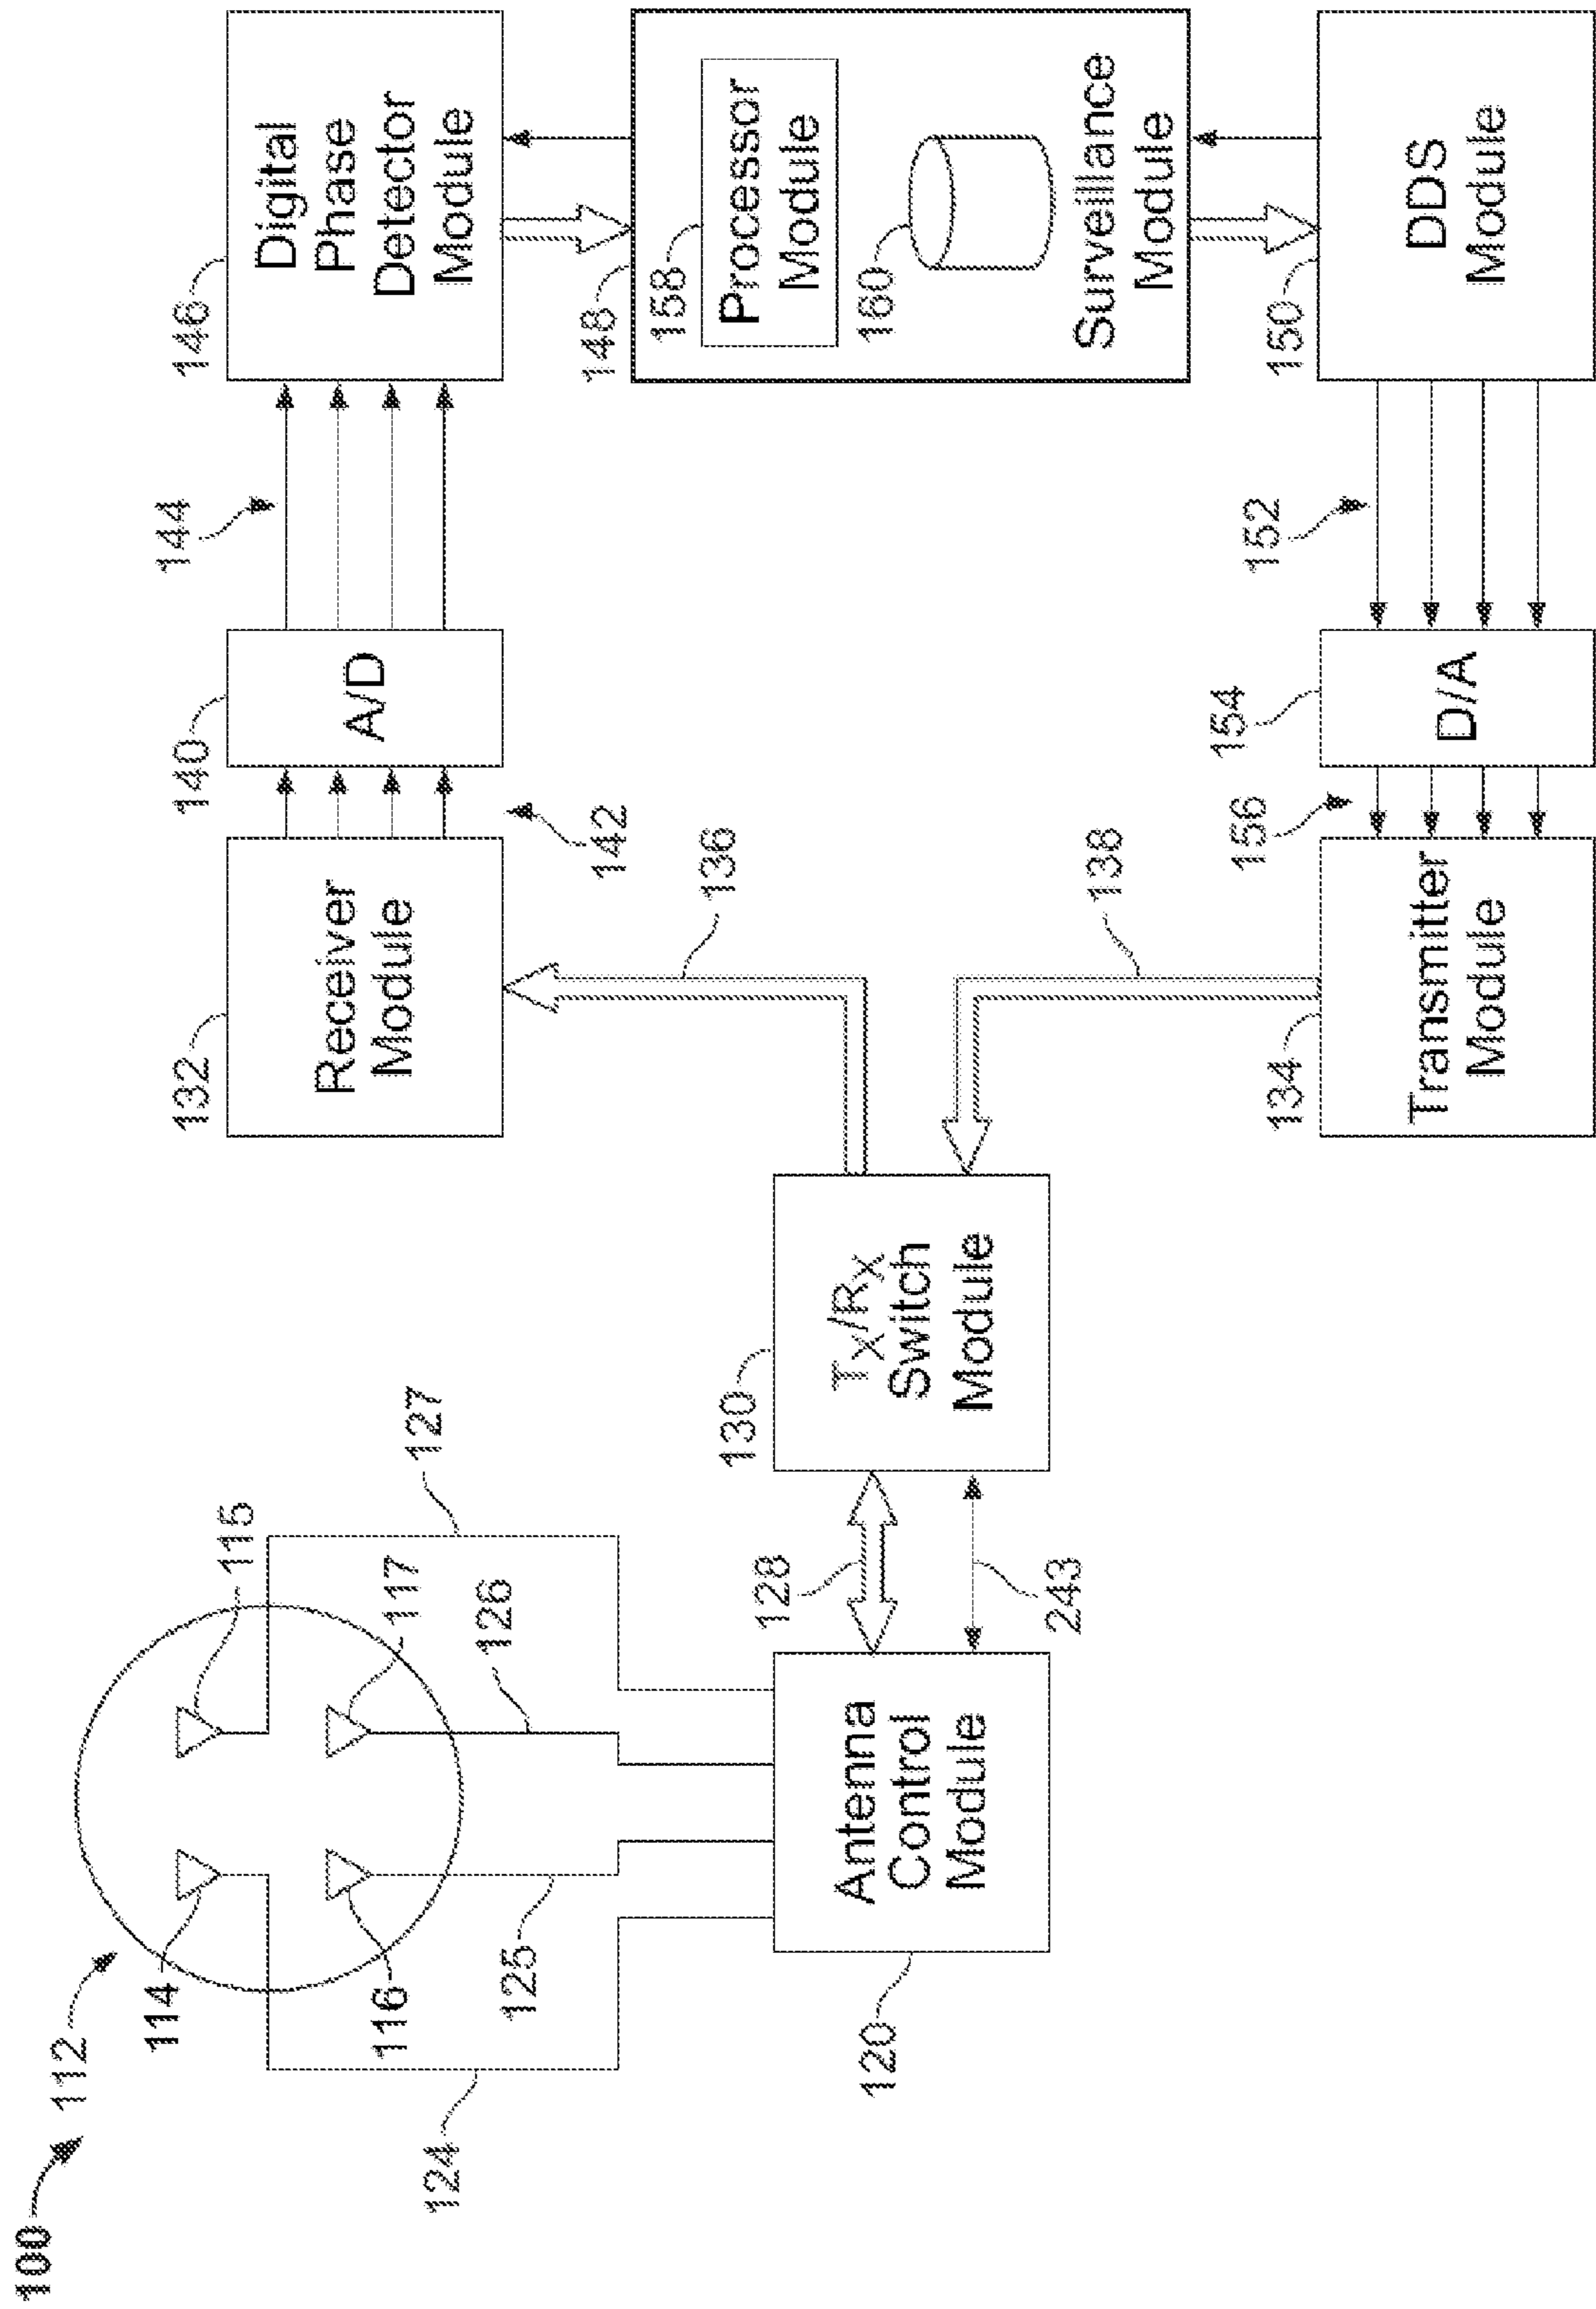 100
112
114
115
116
117
124
125
126
127
Antenna
Control
Module
120
128
243
Tx/Rx
Switch
Module
130
136
138
Receiver
Module
132
142
A/D
140
144
Digital
Phase
Detector
Module
146
148
Processor
Module
158
160
Surveillance
Module
DDS
Module
150
152
D/A
154
156
Transmitter
Module
134